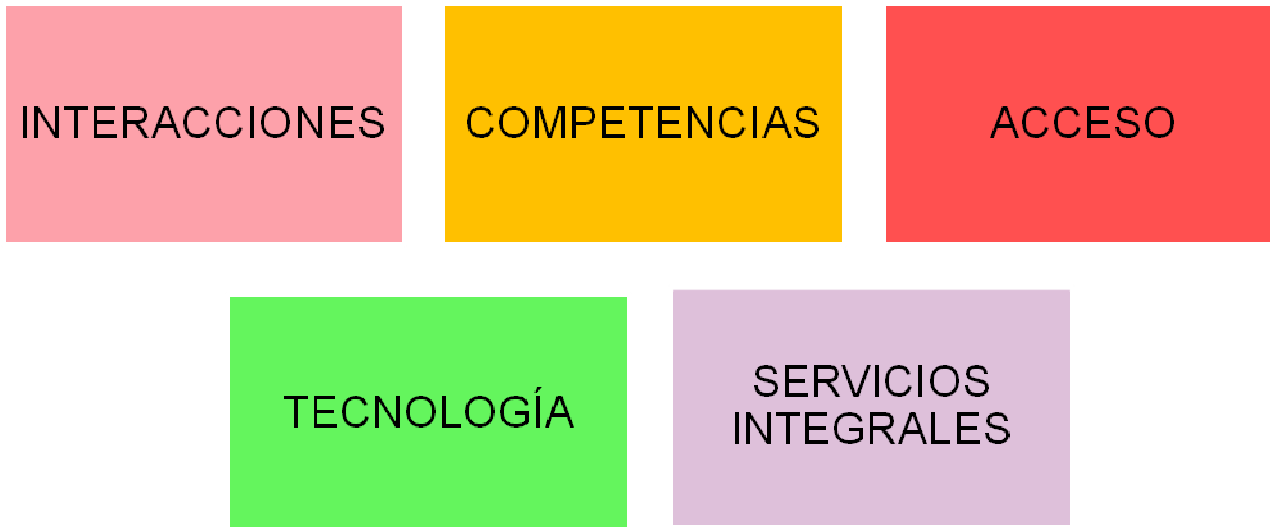 INTERACCIONES
COMPETENCIAS
ACCESO
TECNOLOGÍA
SERVICIOS
INTEGRALES